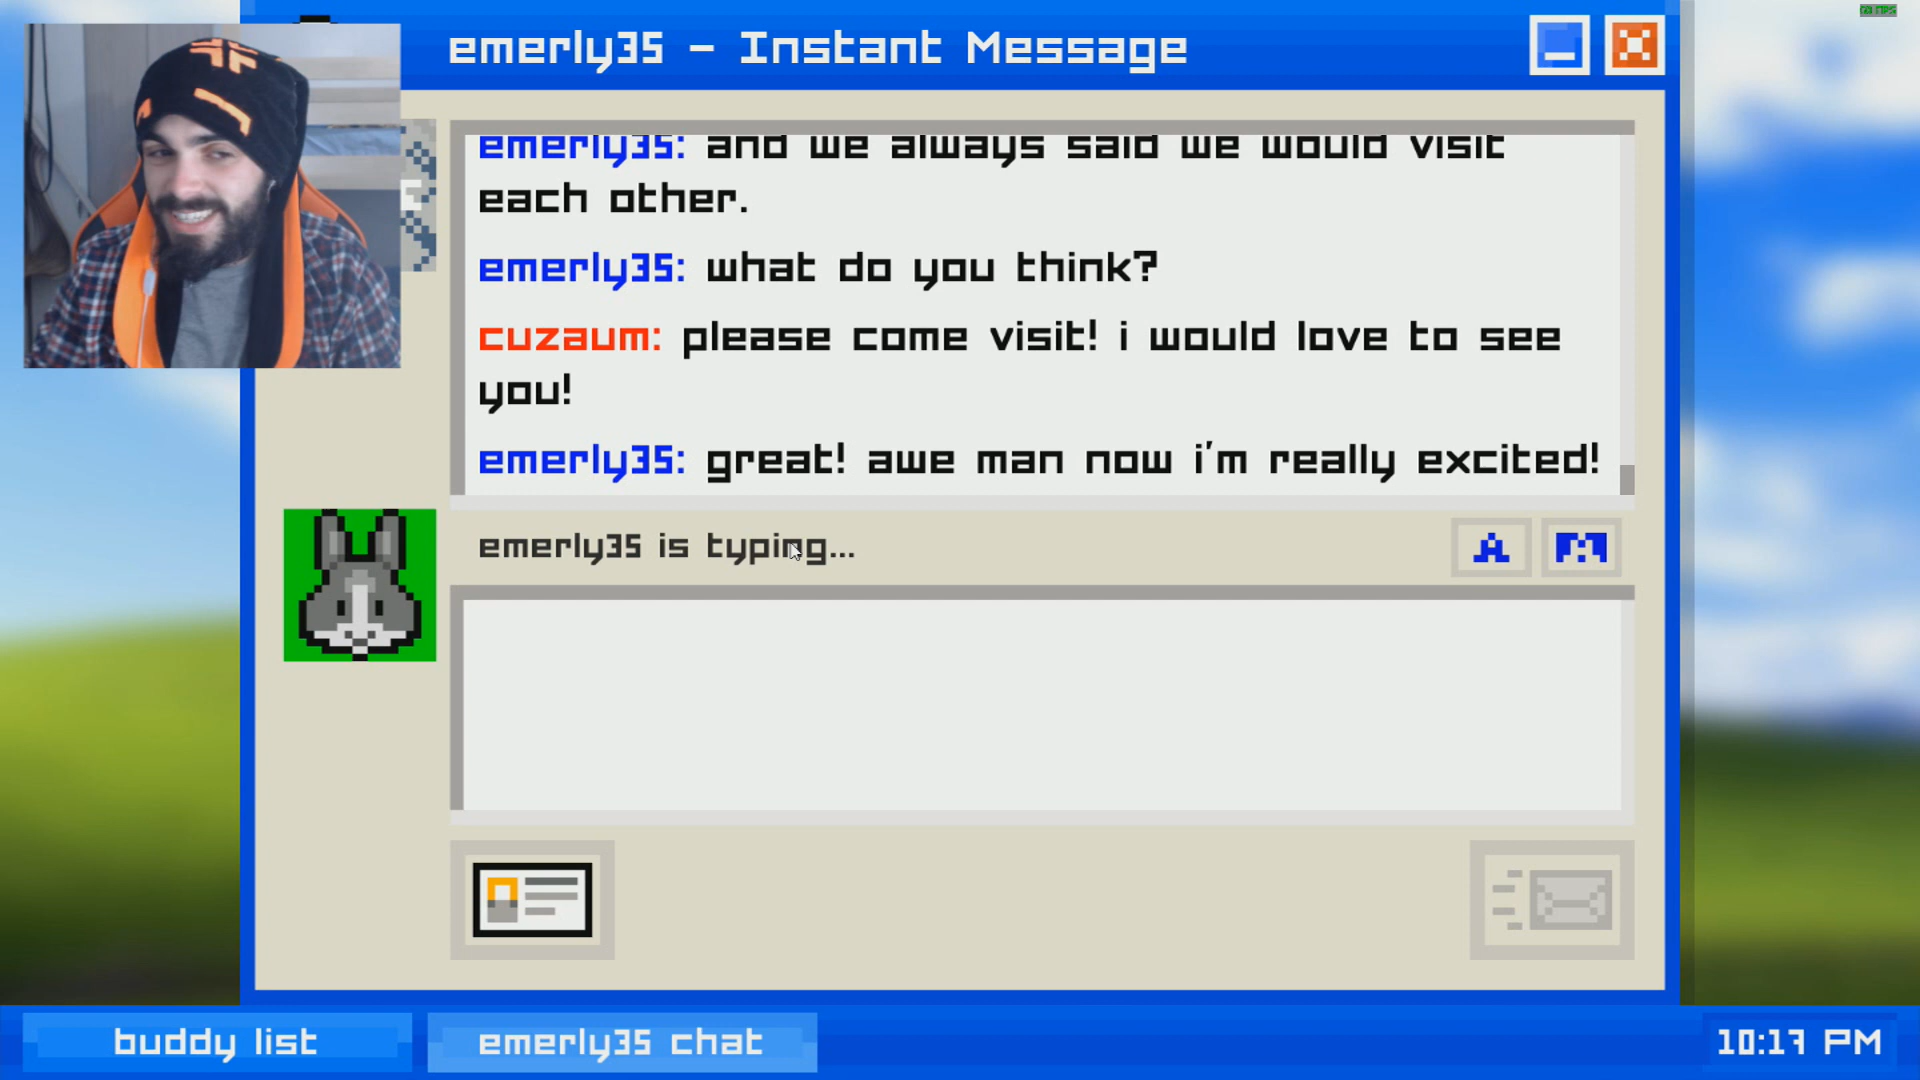 emerly35 - Instant Message
emerly35: and we always said we would visit
each other.
emerly35: what do you think?
cuzaum: please come visit! i would love to see
you!
emerly35: great! awe man now i'm really excited!
emerly35 is typing...
A
buddy list
emerly35 chat
10:17 PM